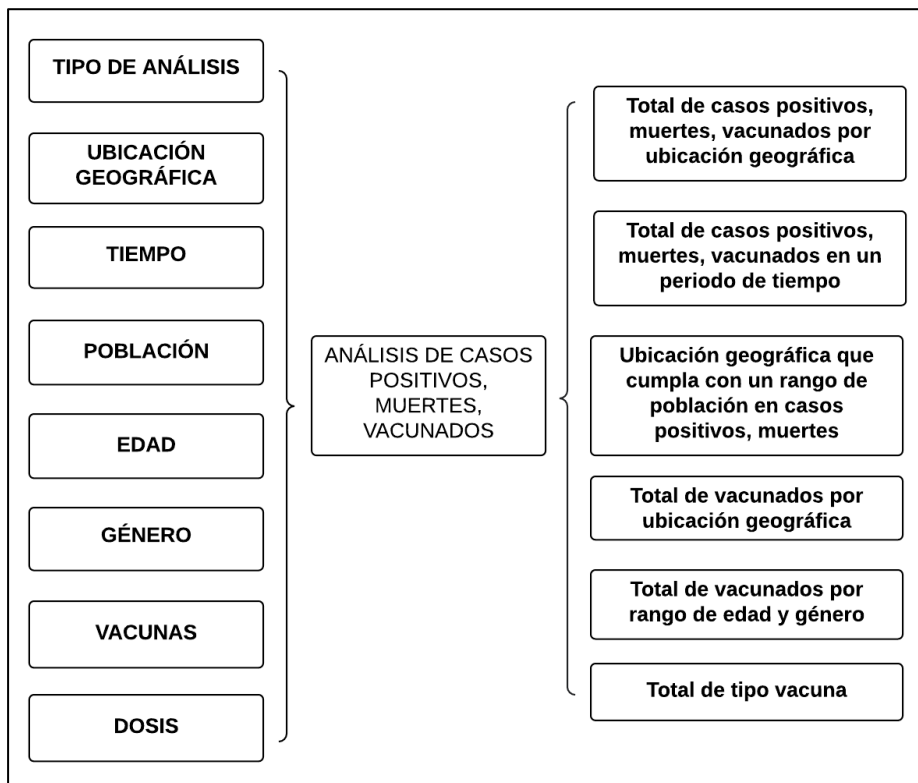 TIPO DE ANÁLISIS
UBICACIÓN
GEOGRÁFICA
TIEMPO
POBLACIÓN
EDAD
GÉNERO
VACUNAS
DOSIS
ANÁLISIS DE CASOS
POSITIVOS,
MUERTES,
VACUNADOS
Total de casos positivos,
muertes, vacunados por
ubicación geográfica
Total de casos positivos,
muertes, vacunados en un
periodo de tiempo
Ubicación geográfica que
cumpla con un rango de
población en casos
positivos, muertes
Total de vacunados por
ubicación geográfica
Total de vacunados por
rango de edad y género
Total de tipo vacuna